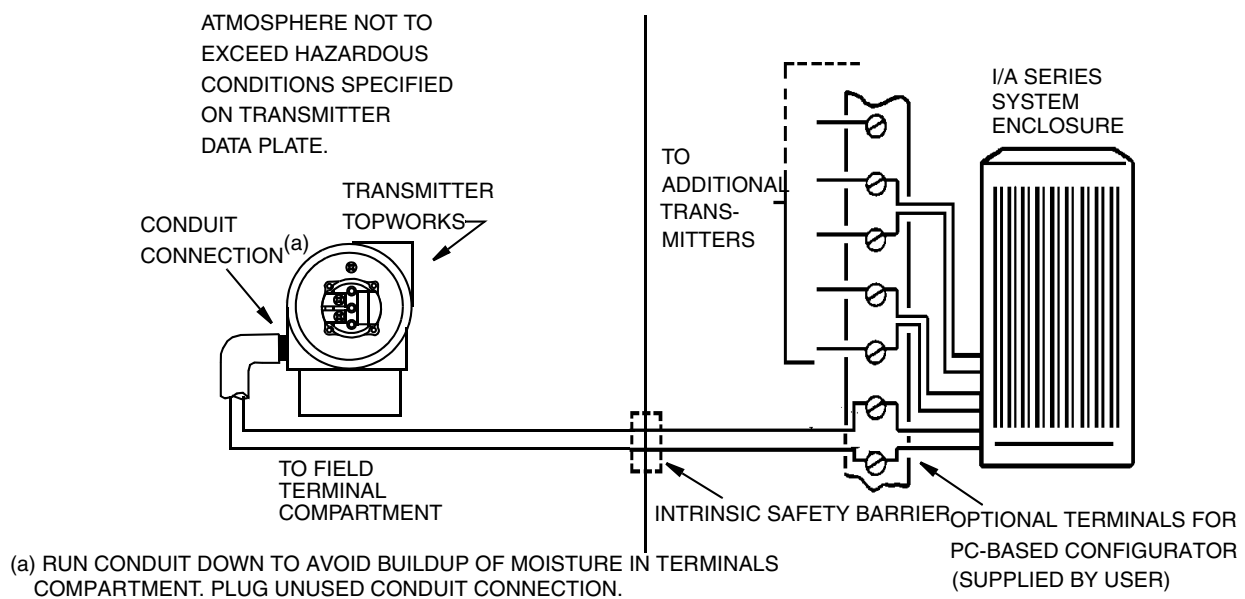 ATMOSPHERE NOT TO
EXCEED HAZARDOUS
CONDITIONS SPECIFIED
ON TRANSMITTER
DATA PLATE.
I/A SERIES
SYSTEM
ENCLOSURE
TO
ADDITIONAL
TRANS-
MITTERS
TRANSMITTER
TOPWORKS
CONDUIT
CONNECTION(a)
TO FIELD
TERMINAL
COMPARTMENT
INTRINSIC SAFETY BARRIER
OPTIONAL TERMINALS FOR
PC-BASED CONFIGURATOR
(SUPPLIED BY USER)
(a) RUN CONDUIT DOWN TO AVOID BUILDUP OF MOISTURE IN TERMINALS
COMPARTMENT. PLUG UNUSED CONDUIT CONNECTION.